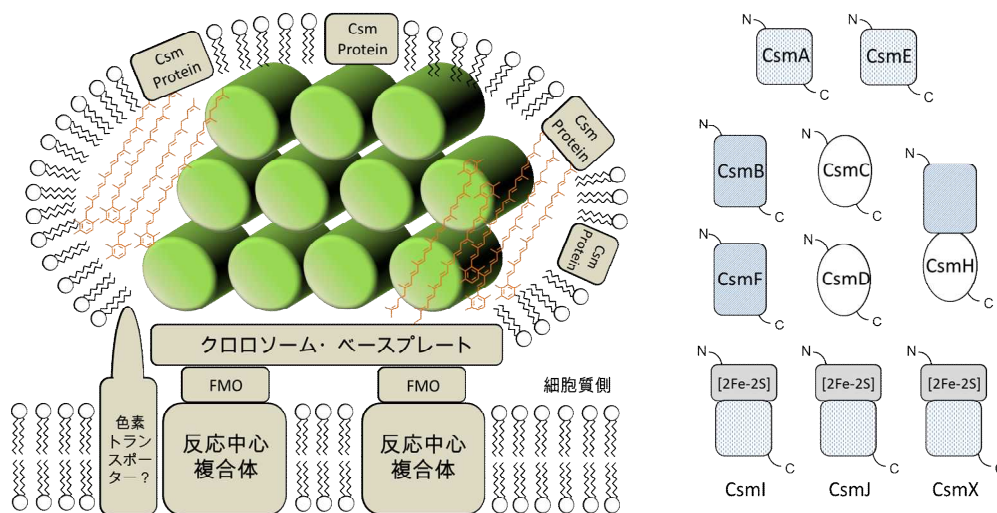 Csm
Protein
Csm
Protein
Csm
Protein
Csm
protein
クロロソーム・ベースプレート
FMO
FMO
細胞質側
色素
トラン
スポー
タ―？
反応中心
複合体
反応中心
複合体
N
CsmA
C
N
CsmE
C
N
CsmB
C
N
CsmC
C
N
CsmH
C
N
CsmF
C
N
CsmD
C
N
[2Fe-2S]
C
CsmI
N
[2Fe-2S]
C
CsmJ
N
[2Fe-2S]
C
CsmX